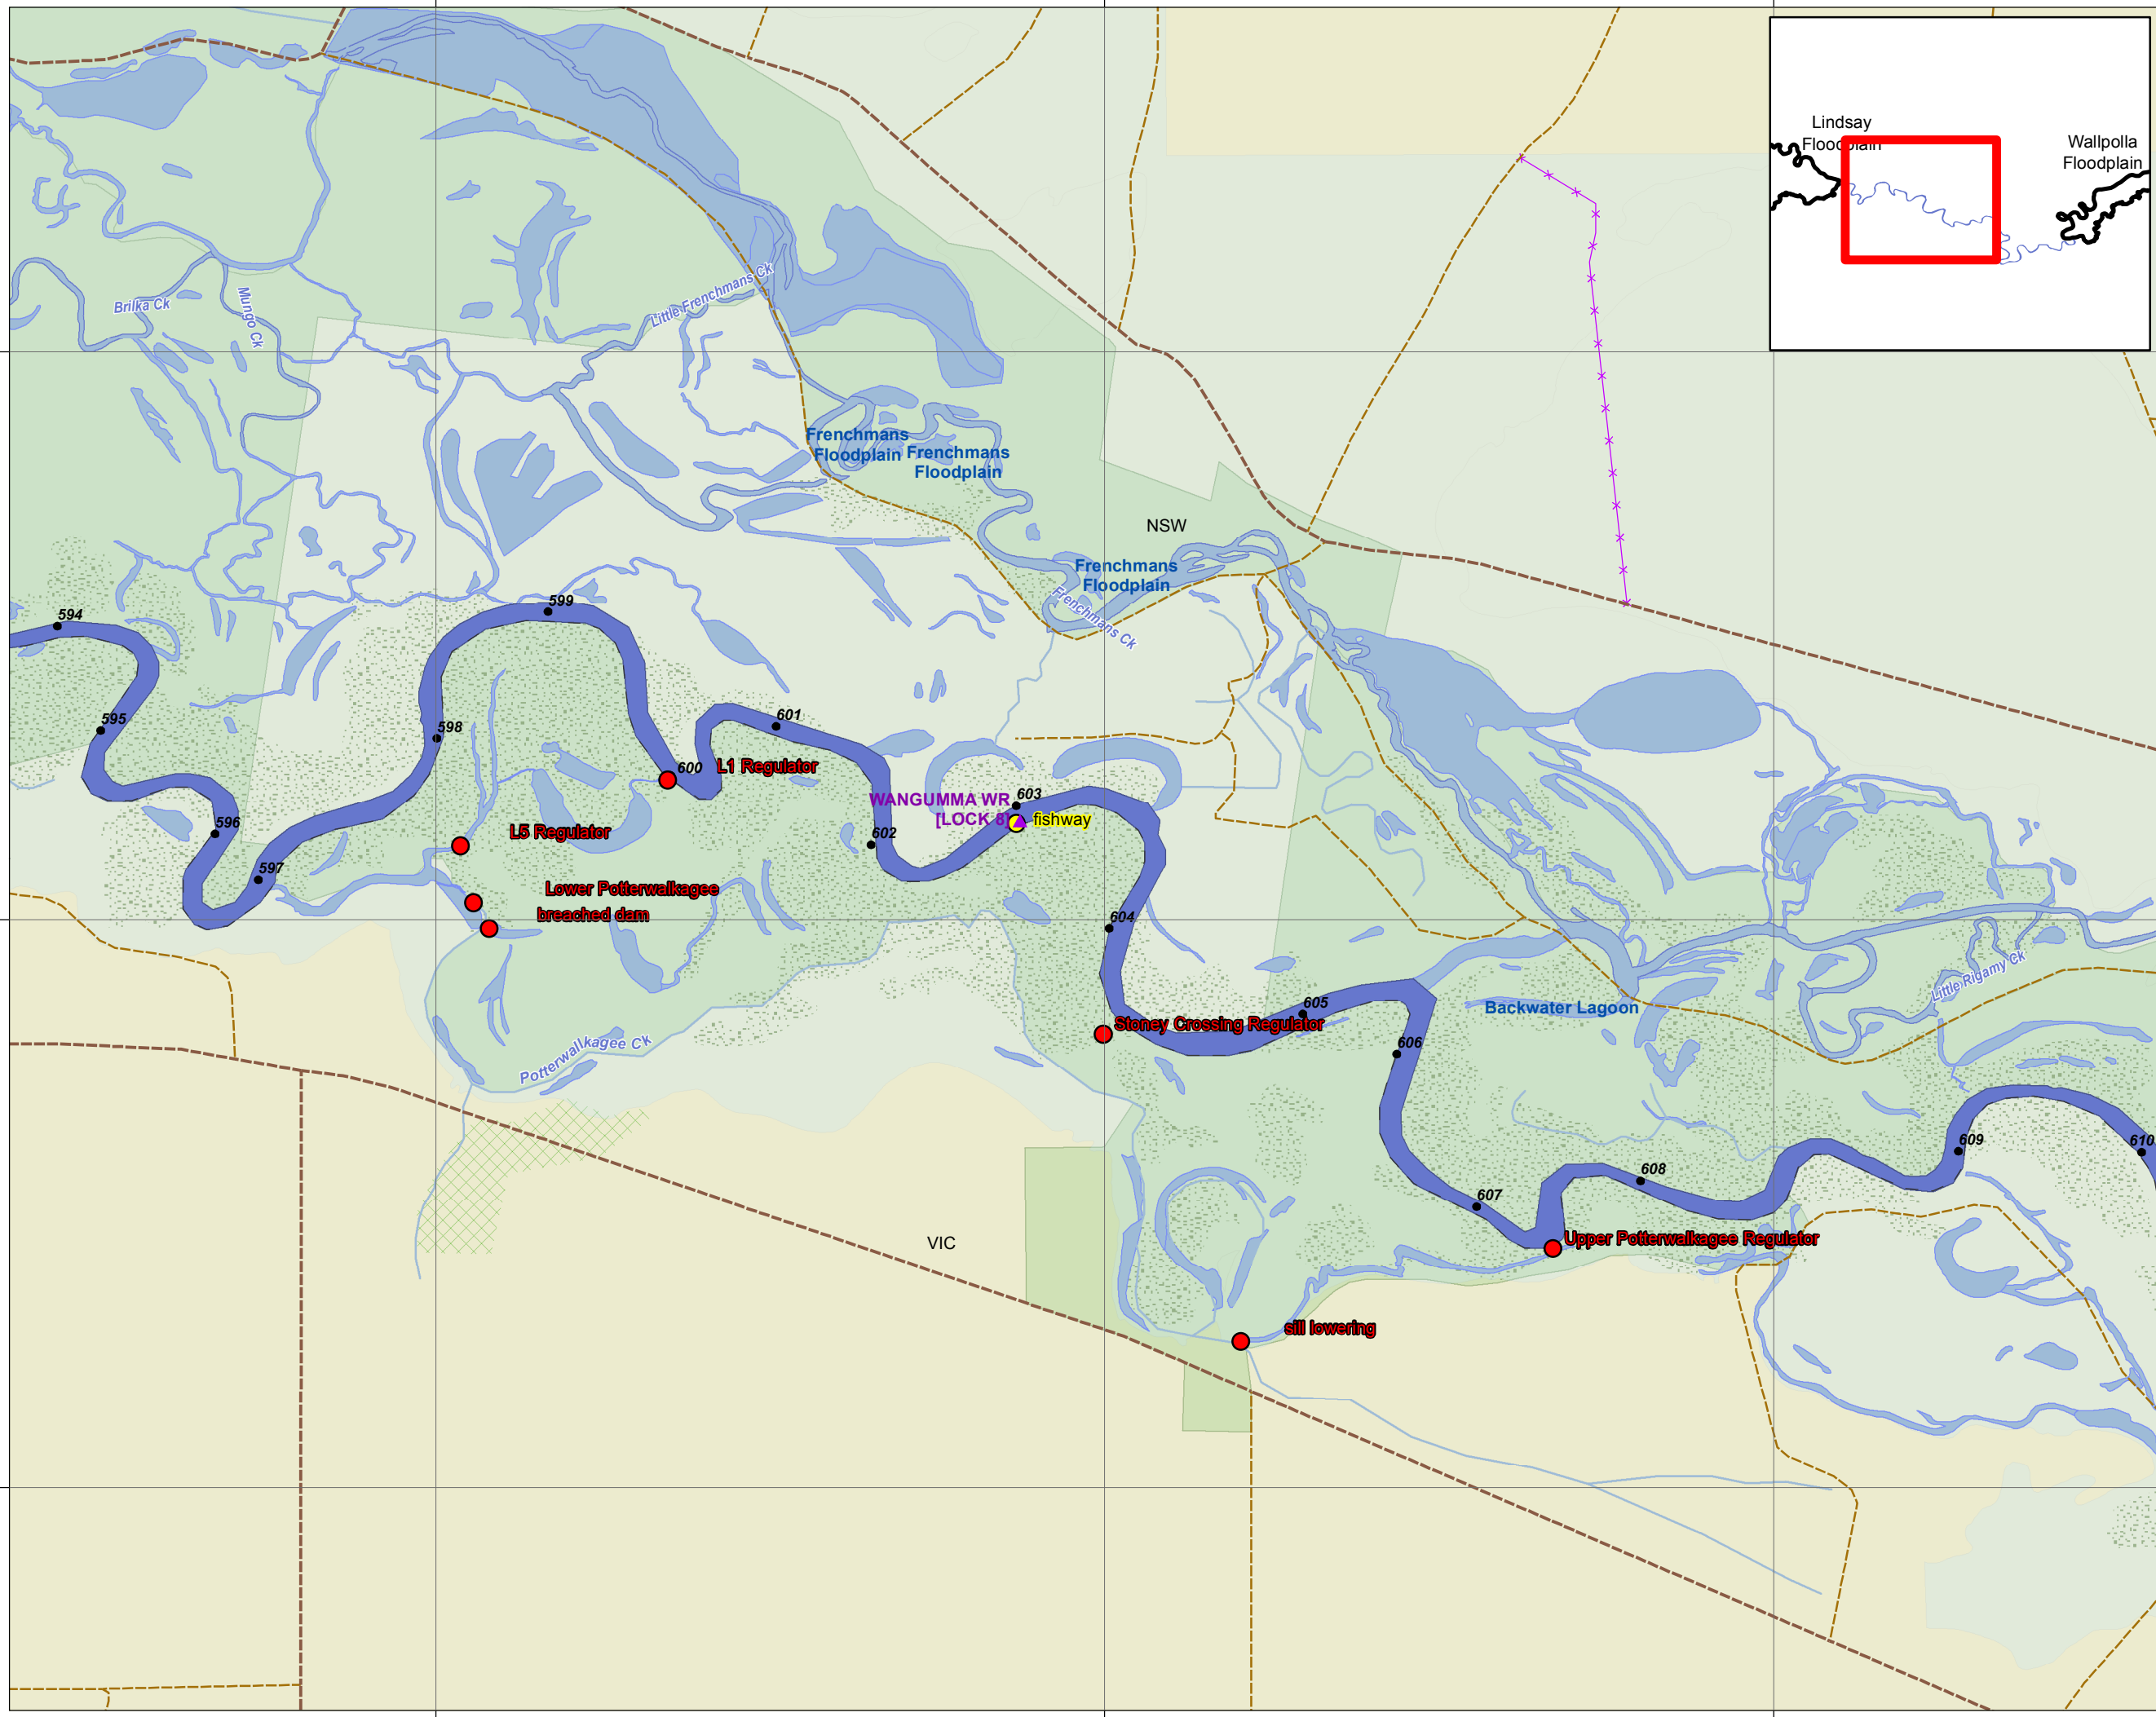 Lindsay
Floodplain
Wallpolla
Floodplain
Brilka Ck
Mungo Ck
Little Frenchmans Ck
Frenchmans
Floodplain
Frenchmans
Floodplain
NSW
Frenchmans
Floodplain
Frenchmans Ck
594
599
595
598
601
600
L1 Regulator
WANGUMMA WR
[LOCK 8]
603
fishway
596
L5 Regulator
602
597
Lower Potterwalkagee
breached dam
604
Little Rigamy Ck
605
Backwater Lagoon
Stoney Crossing Regulator
Potterwalkagee Ck
606
609
610
608
607
VIC
Upper Potterwalkagee Regulator
sill lowering